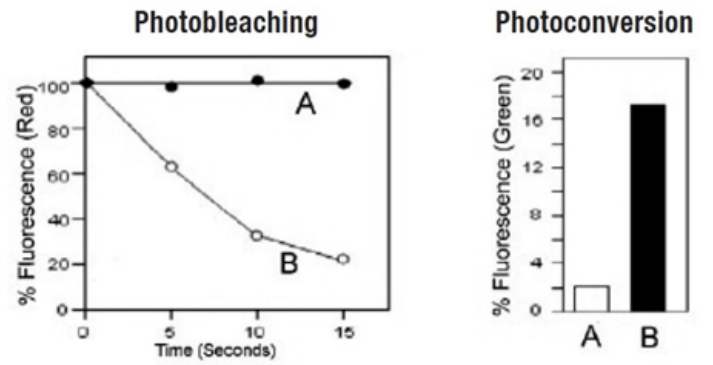 Photobleaching
% Fluorescence (Red)
100
80
60
40
20
0
A
B
0 5 10 15
Time (Seconds)
Photoconversion
% Fluorescence (Green)
20
16
12
8
4
0
A B